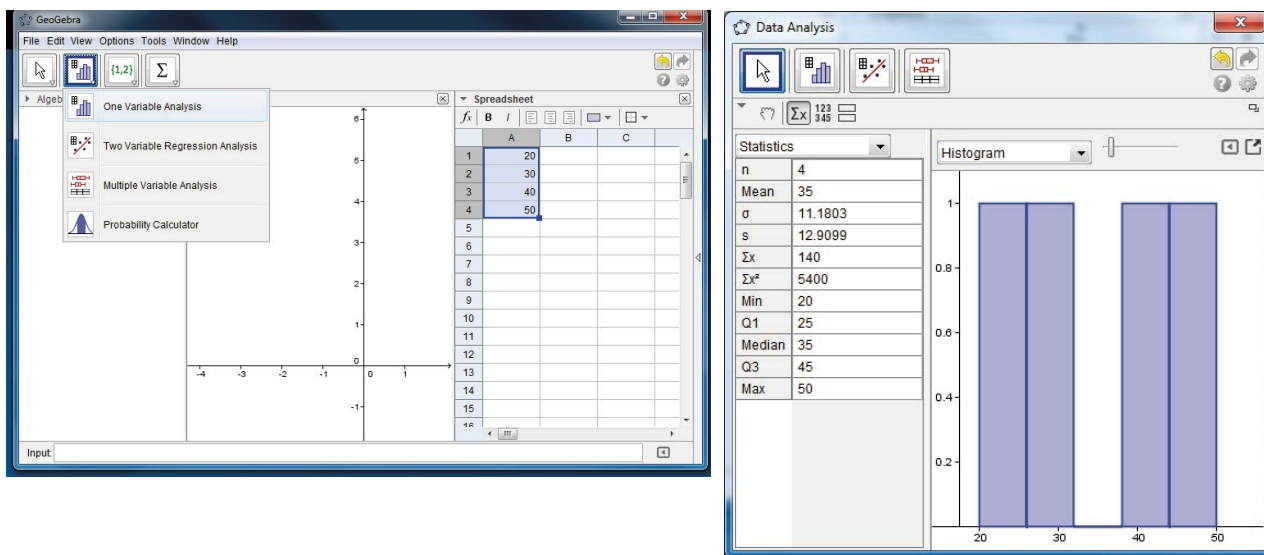 GeoGebra
File Edit View Options Tools Window Help
{1,2} Σ
Algeb
One Variable Analysis
Two Variable Regression Analysis
Multiple Variable Analysis
Probability Calculator
6
5
4
3
2
1
0
-4 -3 -2 -1 0 1
-1
Spreadsheet
fx B I
A B C
1 20
2 30
3 40
4 50
5
6
7
8
9
10
11
12
13
14
15
16
Input:
Data Analysis
Σx 123 345
Statistics
n 4
Mean 35
σ 11.1803
s 12.9099
Σx 140
Σx² 5400
Min 20
Q1 25
Median 35
Q3 45
Max 50
Histogram
1
0.8
0.6
0.4
0.2
20 30 40 50